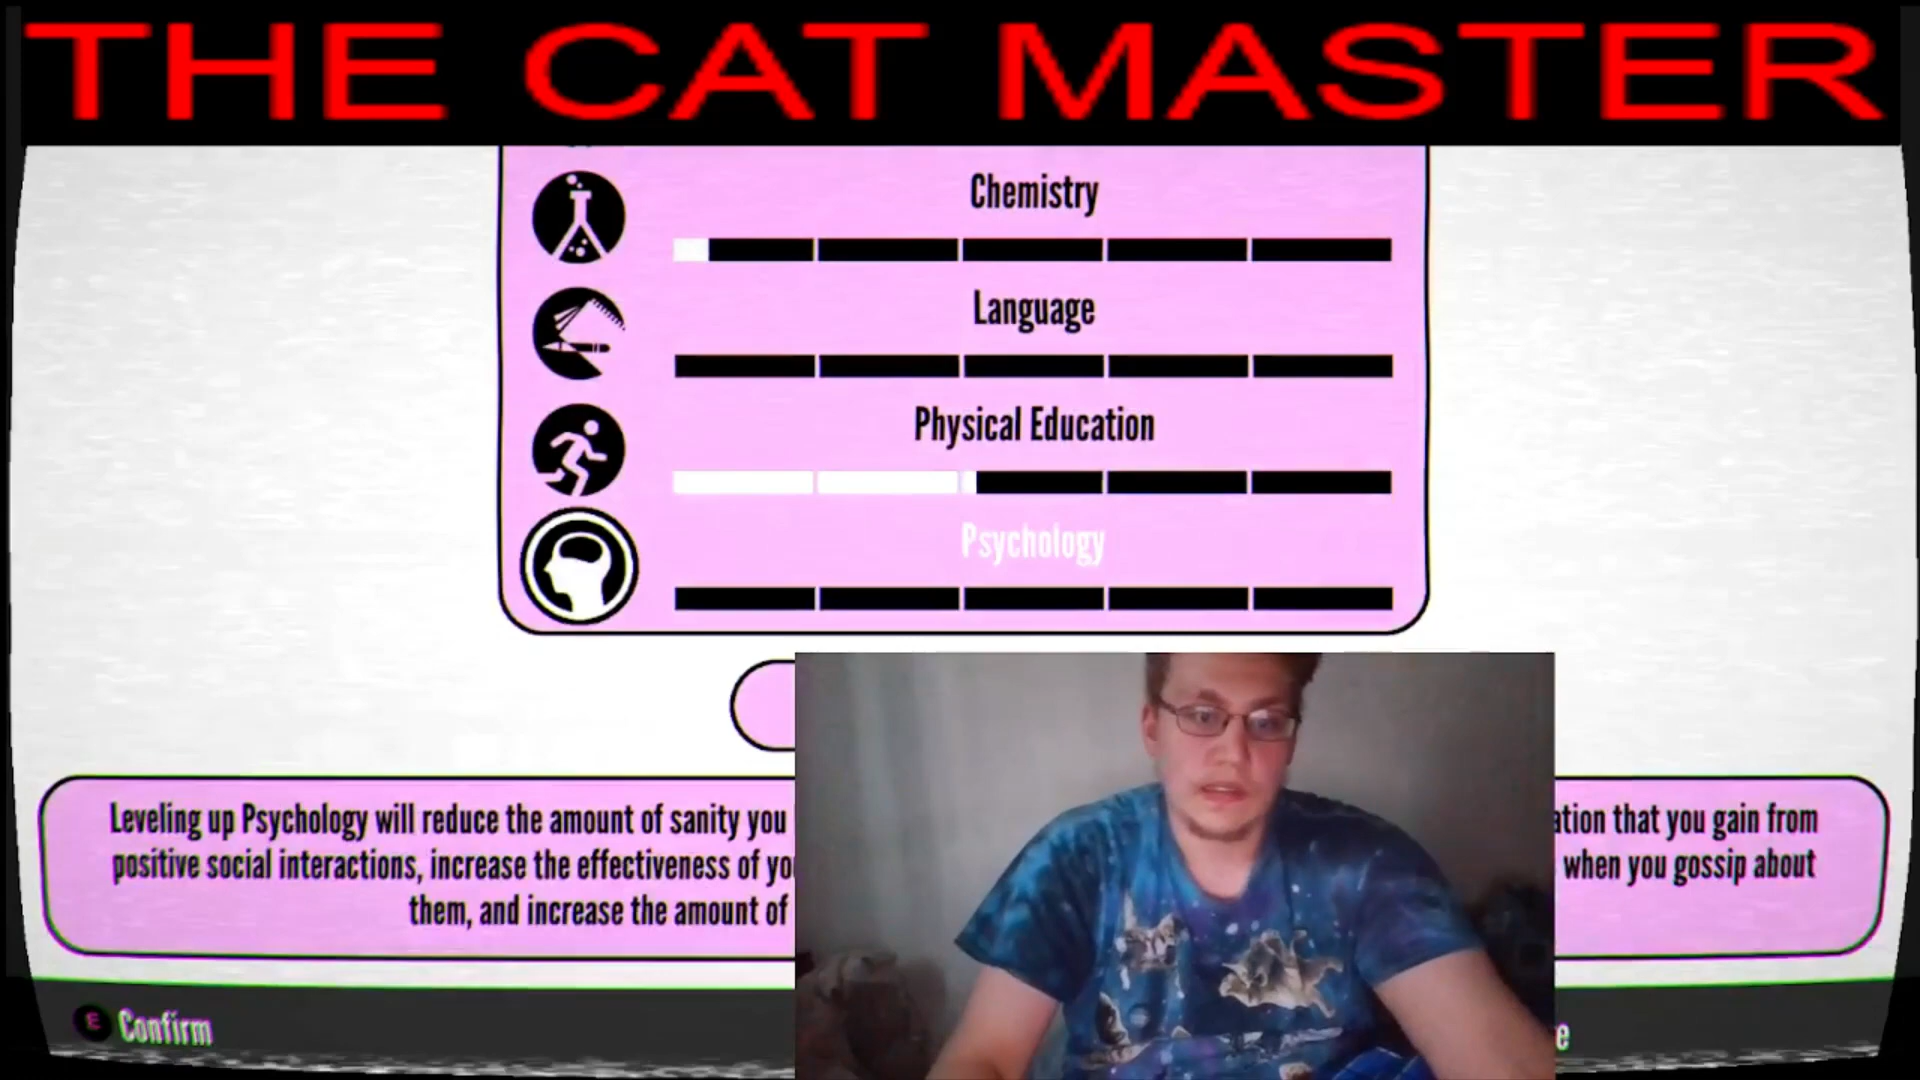 THE CAT MASTER
Chemistry
Language
Physical Education
Psychology
Leveling up Psychology will reduce the amount of sanity you
that you gain from
positive social interactions, increase the effectiveness of
when you gossip about
them, and increase the amount of
E Confirm